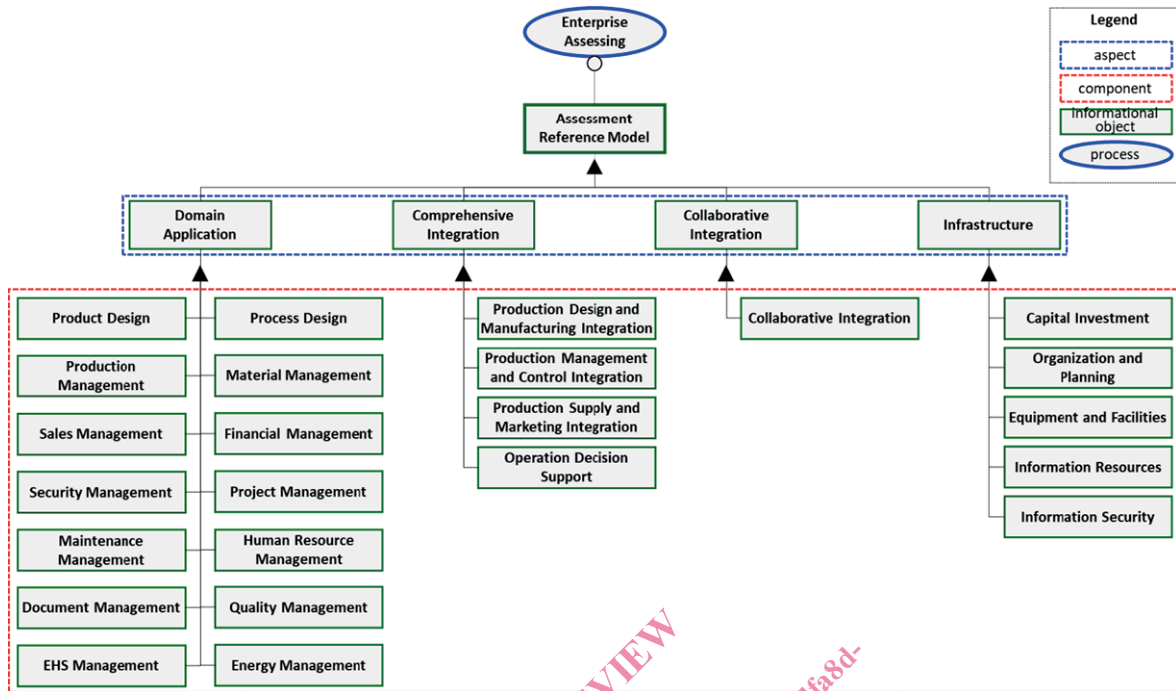 Enterprise
Assessing
Legend
aspect
component
informational
object
process
Assessment
Reference Model
Domain
Application
Comprehensive
Integration
Collaborative
Integration
Infrastructure
Product Design
Process Design
Production
Management
Material Management
Sales Management
Financial Management
Security Management
Project Management
Maintenance
Management
Human Resource
Management
Document Management
Quality Management
EHS Management
Energy Management
Production Design and
Manufacturing Integration
Production Management
and Control Integration
Production Supply and
Marketing Integration
Operation Decision
Support
Collaborative Integration
Capital Investment
Organization and
Planning
Equipment and Facilities
Information Resources
Information Security